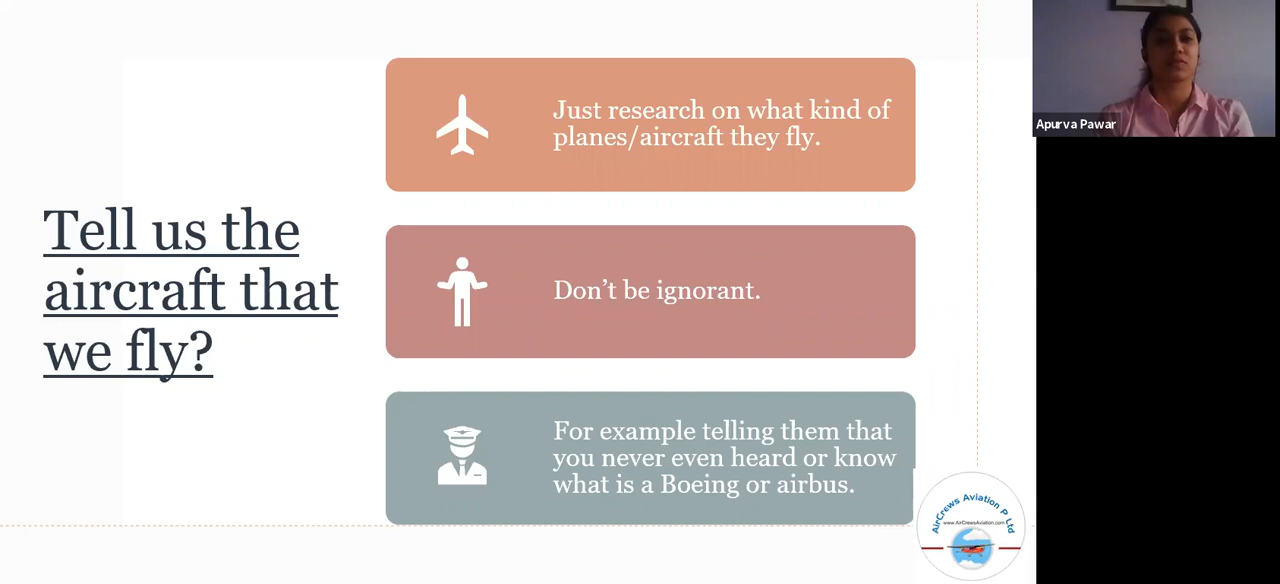 Tell us the
aircraft that
we fly?
Just research on what kind of
planes/aircraft they fly.
Don’t be ignorant.
For example telling them that
you never even heard or know
what is a Boeing or airbus.
Apurva Pawar
AirCrews Aviation P Ltd
www.AirCrewsAviation.com